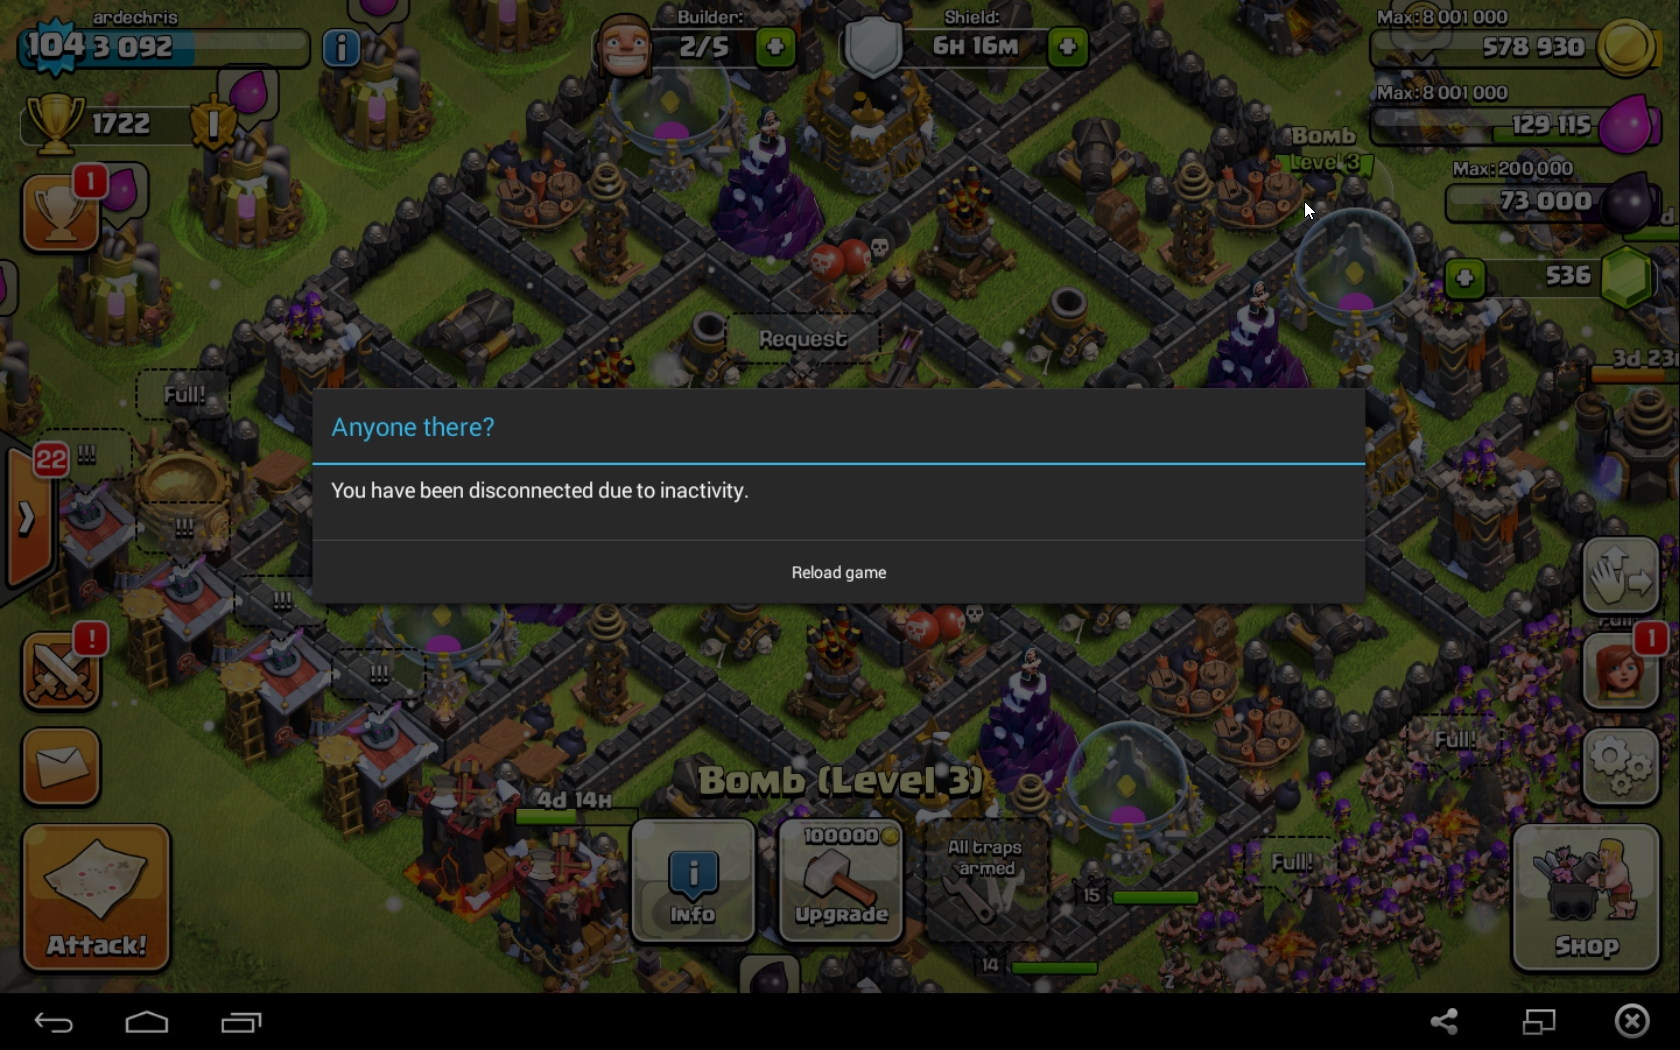 ardechris
104
3 092
Builder:
2/5
Shield:
6H 16M
Max: 8 001 000
578 930
Max: 8 001 000
129 115
Max: 200 000
73 000
536
1722
1
Bomb
Level 3
Request
3d 23
Full!
Anyone there?
You have been disconnected due to inactivity.
Reload game
22
!!!
!!!
!!!
!!!
!
1
Full!
Full!
Bomb (Level 3)
4d 14H
Info
100000
Upgrade
All traps
armed
15
14
Attack!
Shop